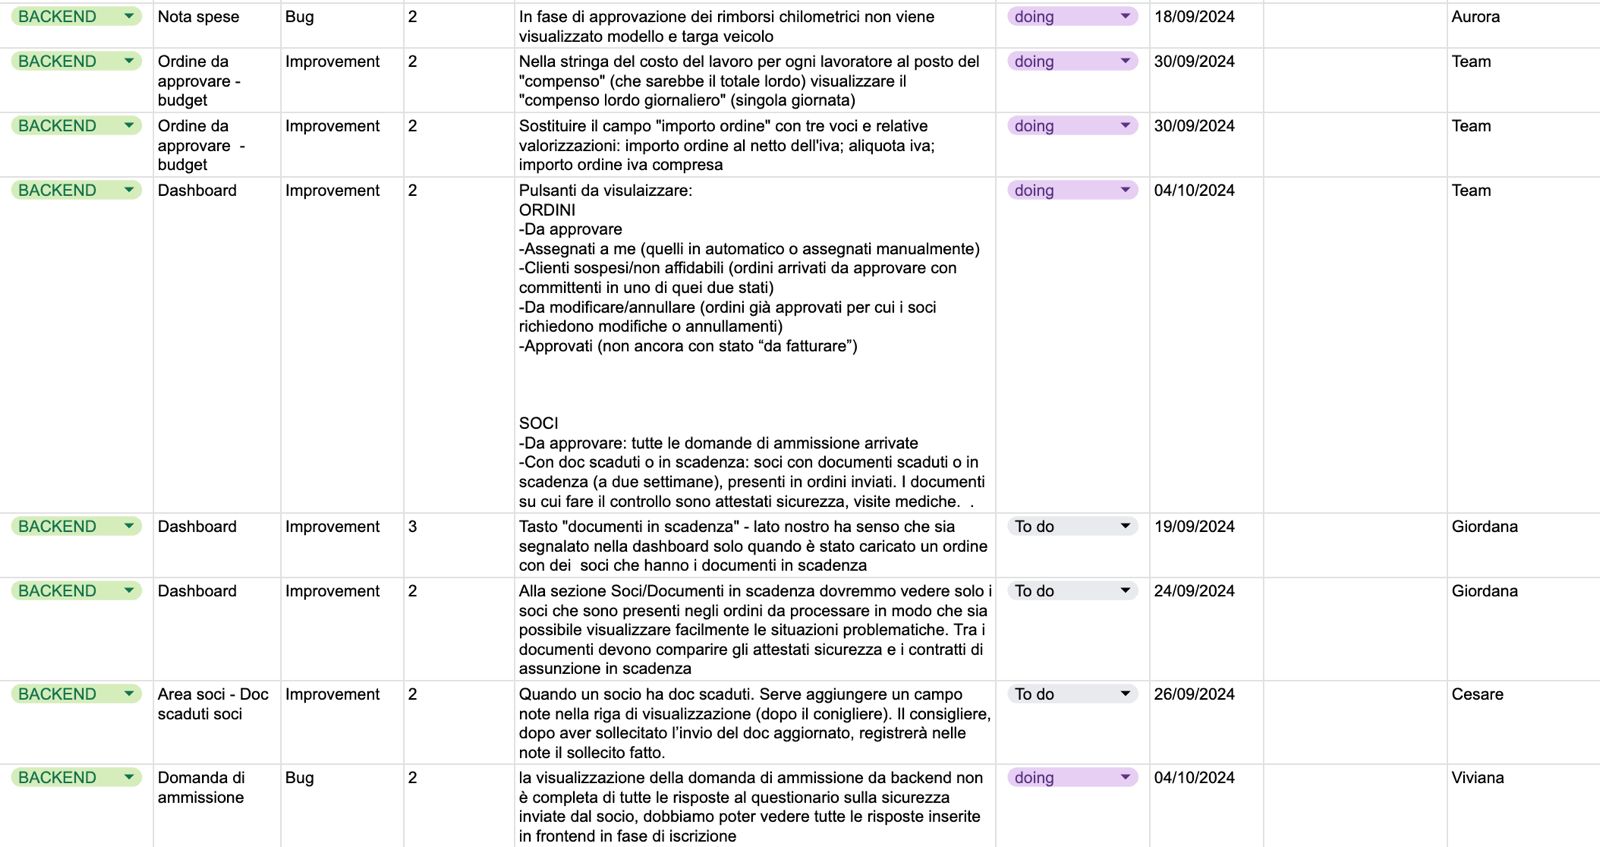 BACKEND
Nota spese
Bug
2
In fase di approvazione dei rimborsi chilometrici non viene
visualizzato modello e targa veicolo
doing
18/09/2024
Aurora
BACKEND
Ordine da
approvare -
budget
Improvement
2
Nella stringa del costo del lavoro per ogni lavoratore al posto del
"compenso" (che sarebbe il totale lordo) visualizzare il
"compenso lordo giornaliero" (singola giornata)
doing
30/09/2024
Team
BACKEND
Ordine da
approvare  -
budget
Improvement
2
Sostituire il campo "importo ordine" con tre voci e relative
valorizzazioni: importo ordine al netto dell'iva; aliquota iva;
importo ordine iva compresa
doing
30/09/2024
Team
BACKEND
Dashboard
Improvement
2
Pulsanti da visulaizzare:
ORDINI
-Da approvare
-Assegnati a me (quelli in automatico o assegnati manualmente)
-Clienti sospesi/non affidabili (ordini arrivati da approvare con
committenti in uno di quei due stati)
-Da modificare/annullare (ordini già approvati per cui i soci
richiedono modifiche o annullamenti)
-Approvati (non ancora con stato “da fatturare”)
SOCI
-Da approvare: tutte le domande di ammissione arrivate
-Con doc scaduti o in scadenza: soci con documenti scaduti o in
scadenza (a due settimane), presenti in ordini inviati. I documenti
su cui fare il controllo sono attestati sicurezza, visite mediche.  .
doing
04/10/2024
Team
BACKEND
Dashboard
Improvement
3
Tasto "documenti in scadenza" - lato nostro ha senso che sia
segnalato nella dashboard solo quando è stato caricato un ordine
con dei  soci che hanno i documenti in scadenza
To do
19/09/2024
Giordana
BACKEND
Dashboard
Improvement
2
Alla sezione Soci/Documenti in scadenza dovremmo vedere solo i
soci che sono presenti negli ordini da processare in modo che sia
possibile visualizzare facilmente le situazioni problematiche. Tra i
documenti devono comparire gli attestati sicurezza e i contratti di
assunzione in scadenza
To do
24/09/2024
Giordana
BACKEND
Area soci - Doc
scaduti soci
Improvement
2
Quando un socio ha doc scaduti. Serve aggiungere un campo
note nella riga di visualizzazione (dopo il conigliere). Il consigliere,
dopo aver sollecitato l’invio del doc aggiornato, registrerà nelle
note il sollecito fatto.
To do
26/09/2024
Cesare
BACKEND
Domanda di
ammissione
Bug
2
la visualizzazione della domanda di ammissione da backend non
è completa di tutte le risposte al questionario sulla sicurezza
inviate dal socio, dobbiamo poter vedere tutte le risposte inserite
in frontend in fase di iscrizione
doing
04/10/2024
Viviana